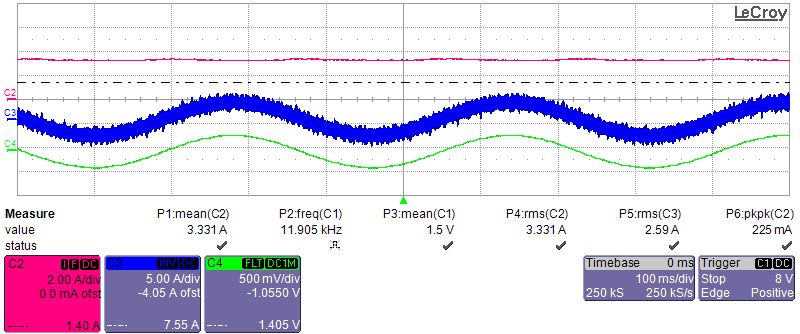 LeCroy
C2
C3
C4
Measure P1:mean(C2) P2:freq(C1) P3:mean(C1) P4:rms(C2) P5:rms(C3) P6:pkpk(C2)
value 3.331 A 11.905 kHz 1.5 V 3.331 A 2.59 A 225 mA
status
C2 F DC
2.00 A/div
0.0 mA ofst
1.40 A
C3 INV DC
5.00 A/div
-4.05 A ofst
7.55 A
C4 FLT DC1M
500 mV/div
-1.0550 V
1.405 V
Timebase 0 ms
100 ms/div
250 kS 250 kS/s
Trigger C1 DC
Stop 8 V
Edge Positive